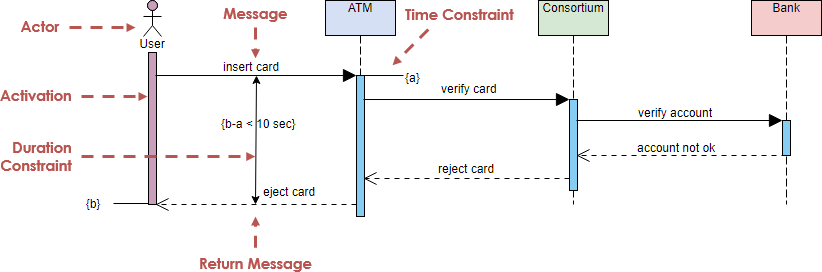 Actor
User
Message
ATM
Time Constraint
Consortium
Bank
insert card
{a}
verify card
Activation
verify account
{b-a < 10 sec}
Duration
Constraint
account not ok
reject card
eject card
{b}
Return Message